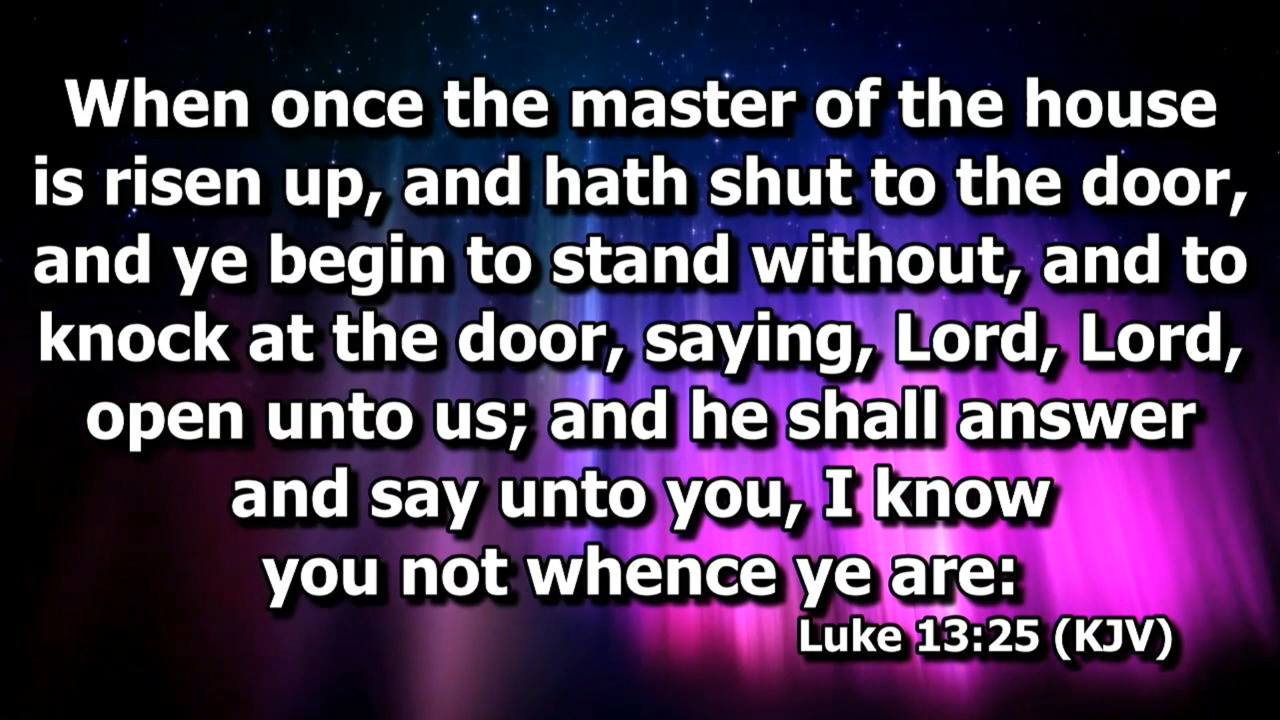 When once the master of the house
is risen up, and hath shut to the door,
and ye begin to stand without, and to
knock at the door, saying, Lord, Lord,
open unto us; and he shall answer
and say unto you, I know
you not whence ye are:
Luke 13:25 (KJV)